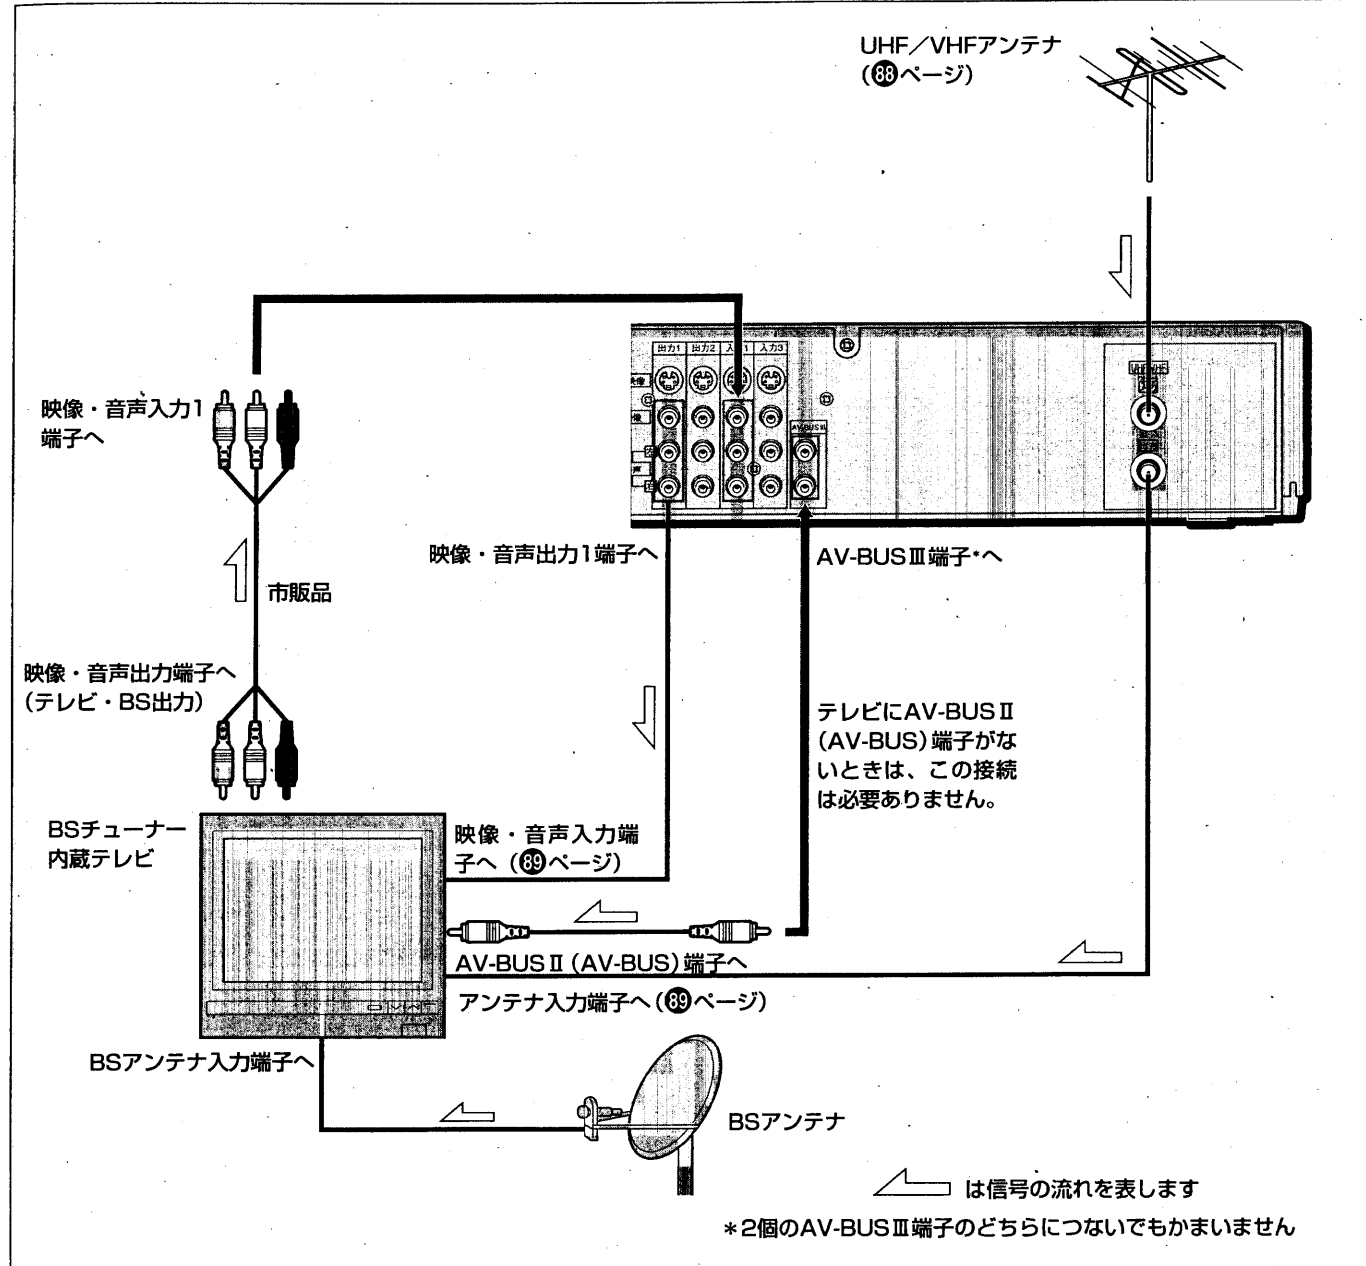 UHF／VHFアンテナ
（88ページ）
出力1 出力2 入力1 入力3
AV-BUSⅢ
映像・音声入力1
端子へ
映像・音声出力1端子へ
AV-BUSⅢ端子*へ
市販品
映像・音声出力端子へ
（テレビ・BS出力）
テレビにAV-BUSⅡ
（AV-BUS）端子がな
いときは、この接続
は必要ありません。
BSチューナー
内蔵テレビ
映像・音声入力端
子へ（89ページ）
AV-BUSⅡ（AV-BUS）端子へ
アンテナ入力端子へ（89ページ）
BSアンテナ入力端子へ
BSアンテナ
は信号の流れを表します
*2個のAV-BUSⅢ端子のどちらにつないでもかまいません